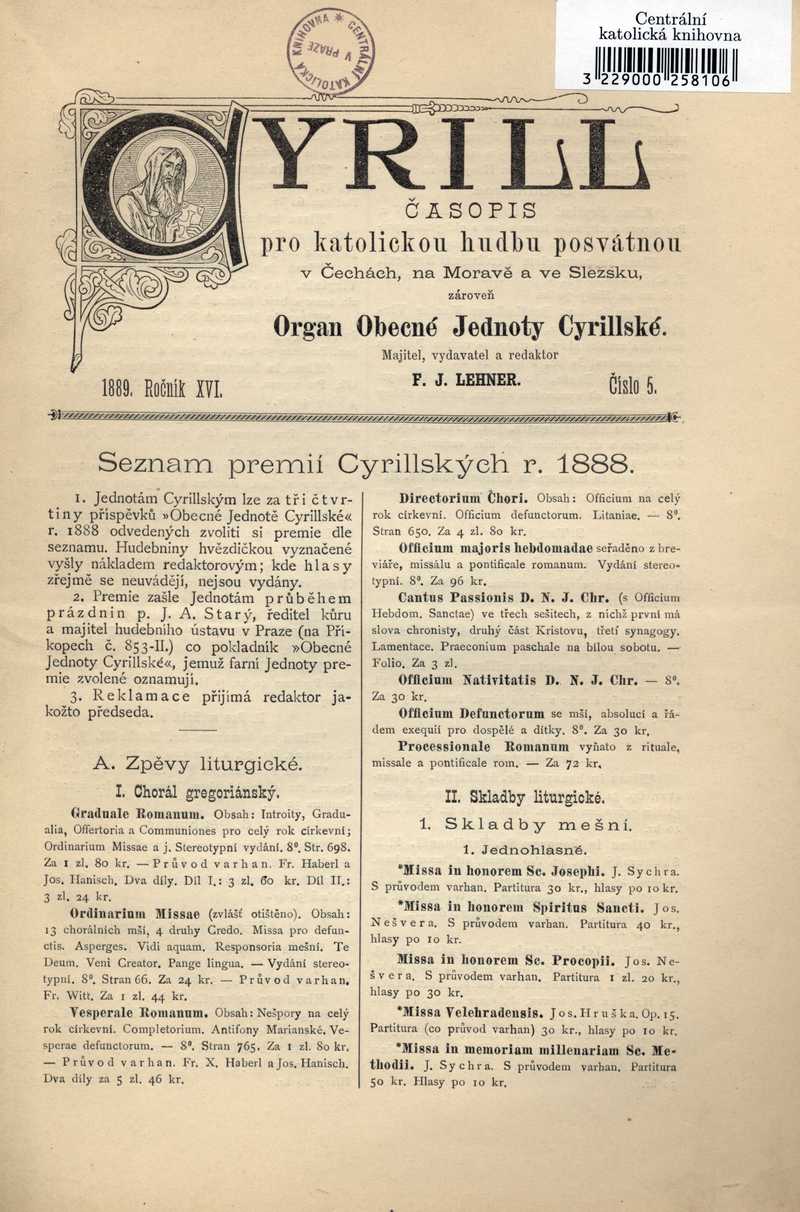 Centrální
katolická knihovna
3 229000 258106
KNIHOVNA * CENTRÁLNÍ KATOLICKÁ
V PRAZE
CYRILL
ČASOPIS
pro katolickou hudbu posvátnou
v Čechách, na Moravě a ve Slezsku,
zároveň
Organ Obecné Jednoty Cyrillské.
Majitel, vydavatel a redaktor
1889. Ročník XVI.
F. J. LEHNER.
Číslo 5.
Seznam premií Cyrillských r. 1888.
1. Jednotám Cyrillským lze za tři čtvr-
tiny příspěvků »Obecné Jednotě Cyrillské«
r. 1888 odvedených zvoliti si premie dle
seznamu. Hudebniny hvězdičkou vyznačené
vyšly nákladem redaktorovým; kde hlasy
zřejmě se neuvádějí, nejsou vydány.
2. Premie zašle Jednotám průběhem
prázdnin p. J. A. Starý, ředitel kůru
a majitel hudebního ústavu v Praze (na Pří-
kopech č. 853-II.) co pokladník »Obecné
Jednoty Cyrillské«, jemuž farní Jednoty pre-
mie zvolené oznamují.
3. Reklamace přijímá redaktor ja-
kožto předseda.
A. Zpěvy liturgické.
I. Chorál gregoriánský.
Graduale Romanum. Obsah: Introity, Gradu-
alia, Offertoria a Communiones pro celý rok církevní;
Ordinarium Missae a j. Stereotypní vydání. 8⁰. Str. 698.
Za 1 zl. 80 kr. — Průvod varhan. Fr. Haberl a
Jos. Hanisch. Dva díly. Díl I.: 3 zl. 60 kr. Díl II.:
3 zl. 24 kr.
Ordinarium Missae (zvlášť otištěno). Obsah:
13 chorálních mší, 4 druhy Credo. Missa pro defun-
ctis. Asperges. Vidi aquam. Responsoria mešní. Te
Deum. Veni Creator. Pange lingua. — Vydání stereo-
typní. 8⁰. Stran 66. Za 24 kr. — Průvod varhan.
Fr. Witt. Za 1 zl. 44 kr.
Vesperale Romanum. Obsah: Nešpory na celý
rok církevní. Completorium. Antifony Marianské. Ve-
sperae defunctorum. — 8⁰. Stran 765. Za 1 zl. 80 kr.
— Průvod varhan. Fr. X. Haberl a Jos. Hanisch.
Dva díly za 5 zl. 46 kr.
Directorium Chori. Obsah: Officium na celý
rok církevní. Officium defunctorum. Litaniae. — 8⁰.
Stran 650. Za 4 zl. 80 kr.
Officium majoris hebdomadae seřaděno z bre-
viáře, missálu a pontificale romanum. Vydání stereo-
typní. 8⁰. Za 96 kr.
Cantus Passionis D. N. J. Chr. (s Officium
Hebdom. Sanctae) ve třech sešitech, z nichž první má
slova chronisty, druhý část Kristovu, třetí synagogy.
Lamentace. Praeconium paschale na bílou sobotu. —
Folio. Za 3 zl.
Officium Nativitatis D. N. J. Chr. — 8⁰.
Za 30 kr.
Officium Defunctorum se mší, absolucí a řá-
dem exequií pro dospělé a dítky. 8⁰. Za 30 kr.
Processionale Romanum vyňato z rituale,
missale a pontificale rom. — Za 72 kr.
II. Skladby liturgické.
1. Skladby mešní.
1. Jednohlasné.
*Missa in honorem Sc. Josephi. J. Sychra.
S průvodem varhan. Partitura 30 kr., hlasy po 10 kr.
*Missa in honorem Spiritus Sancti. Jos.
Nešvera. S průvodem varhan. Partitura 40 kr.,
hlasy po 10 kr.
Missa in honorem Sc. Procopii. Jos. Ne-
švera. S průvodem varhan. Partitura 1 zl. 20 kr.,
hlasy po 30 kr.
*Missa Velehradensis. Jos. Hruška. Op. 15.
Partitura (co průvod varhan) 30 kr., hlasy po 10 kr.
*Missa in memoriam millenariam Sc. Me-
thodii. J. Sychra. S průvodem varhan. Partitura
50 kr. Hlasy po 10 kr.